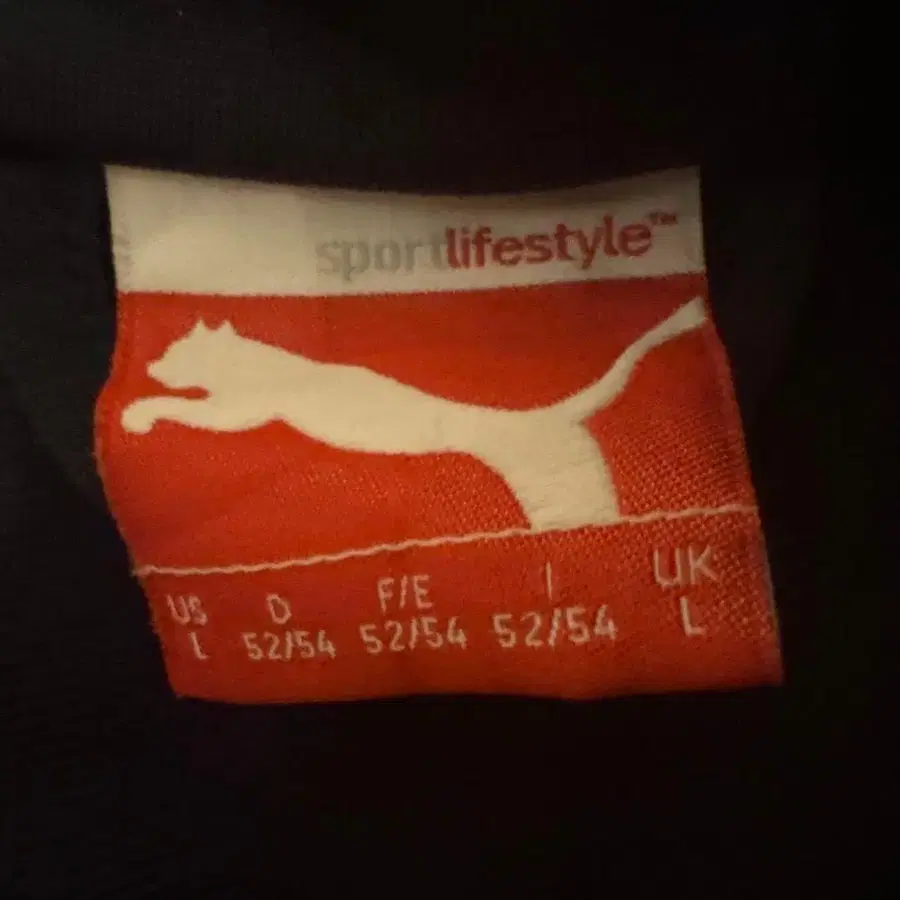 sportlifestyle™
US D F/E I UK
L 52/54 52/54 52/54 L